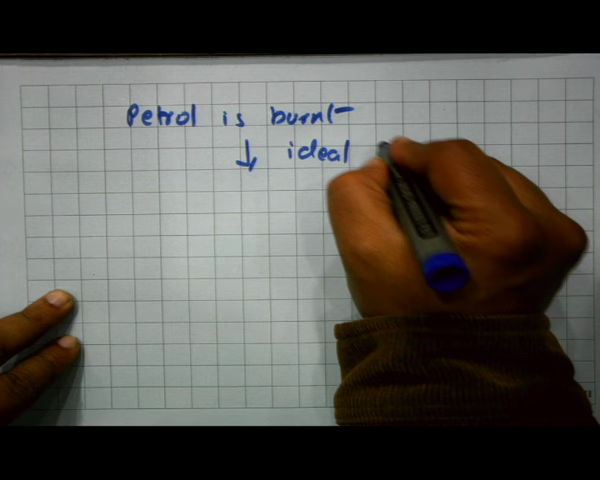 Petrol is burnt
↓ ideal